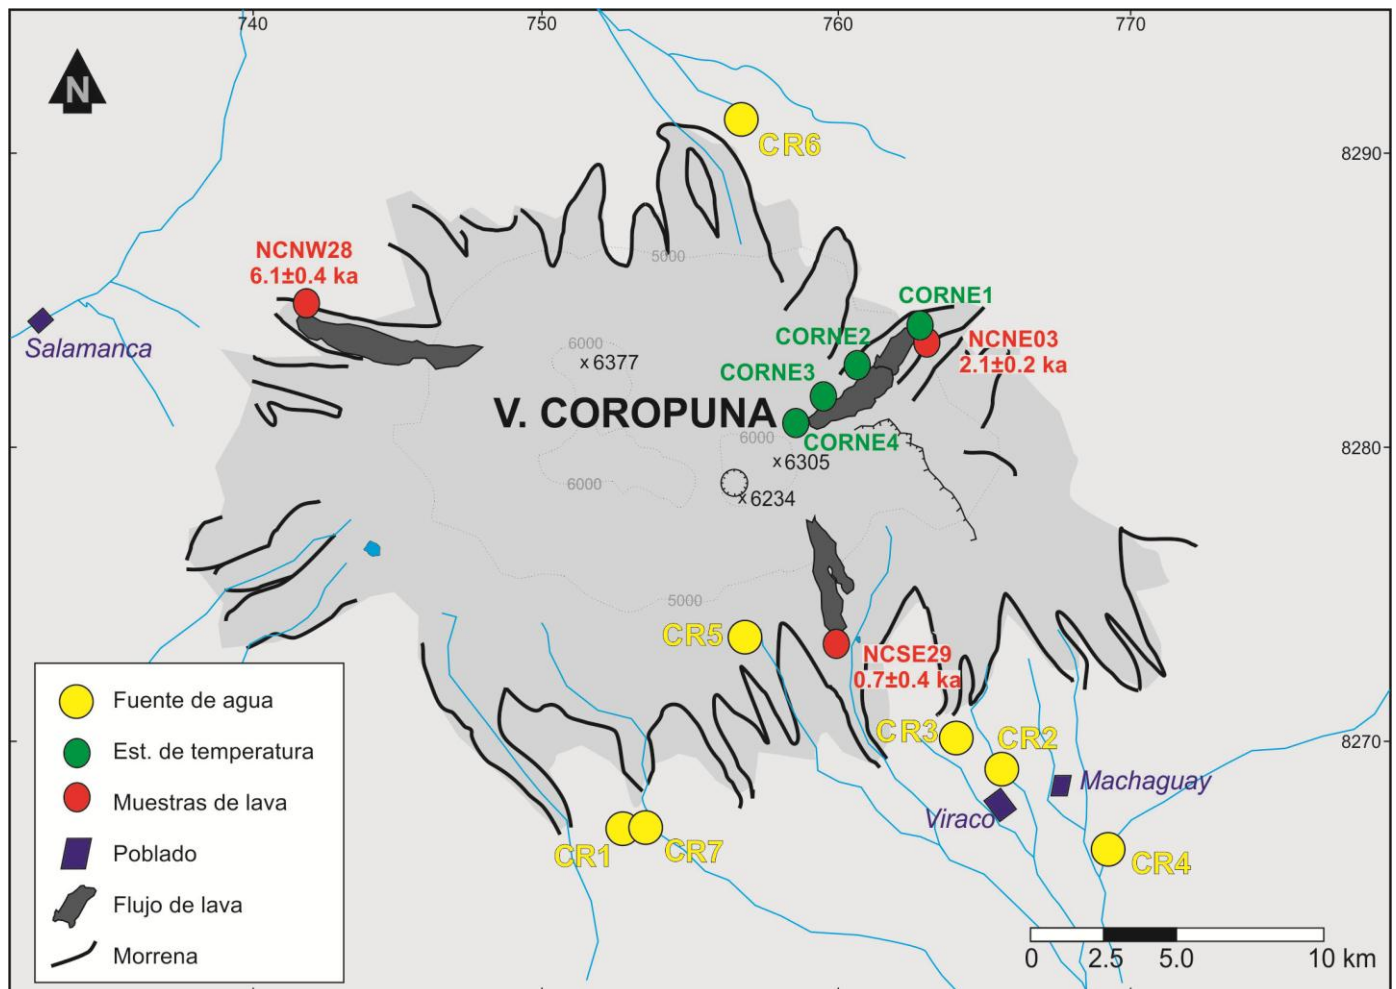 740
750
760
770
N
CR6
8290
5000
NCNW28
6.1±0.4 ka
CORNE1
CORNE2
NCNE03
2.1±0.2 ka
Salamanca
6000
x6377
CORNE3
V. COROPUNA
6000
CORNE4
8280
x6305
6000
x6234
5000
CR5
NCSE29
0.7±0.4 ka
CR3
CR2
8270
Machaguay
Viraco
CR1
CR7
CR4
Fuente de agua
Est. de temperatura
Muestras de lava
Poblado
Flujo de lava
Morrena
0 2.5 5.0 10 km